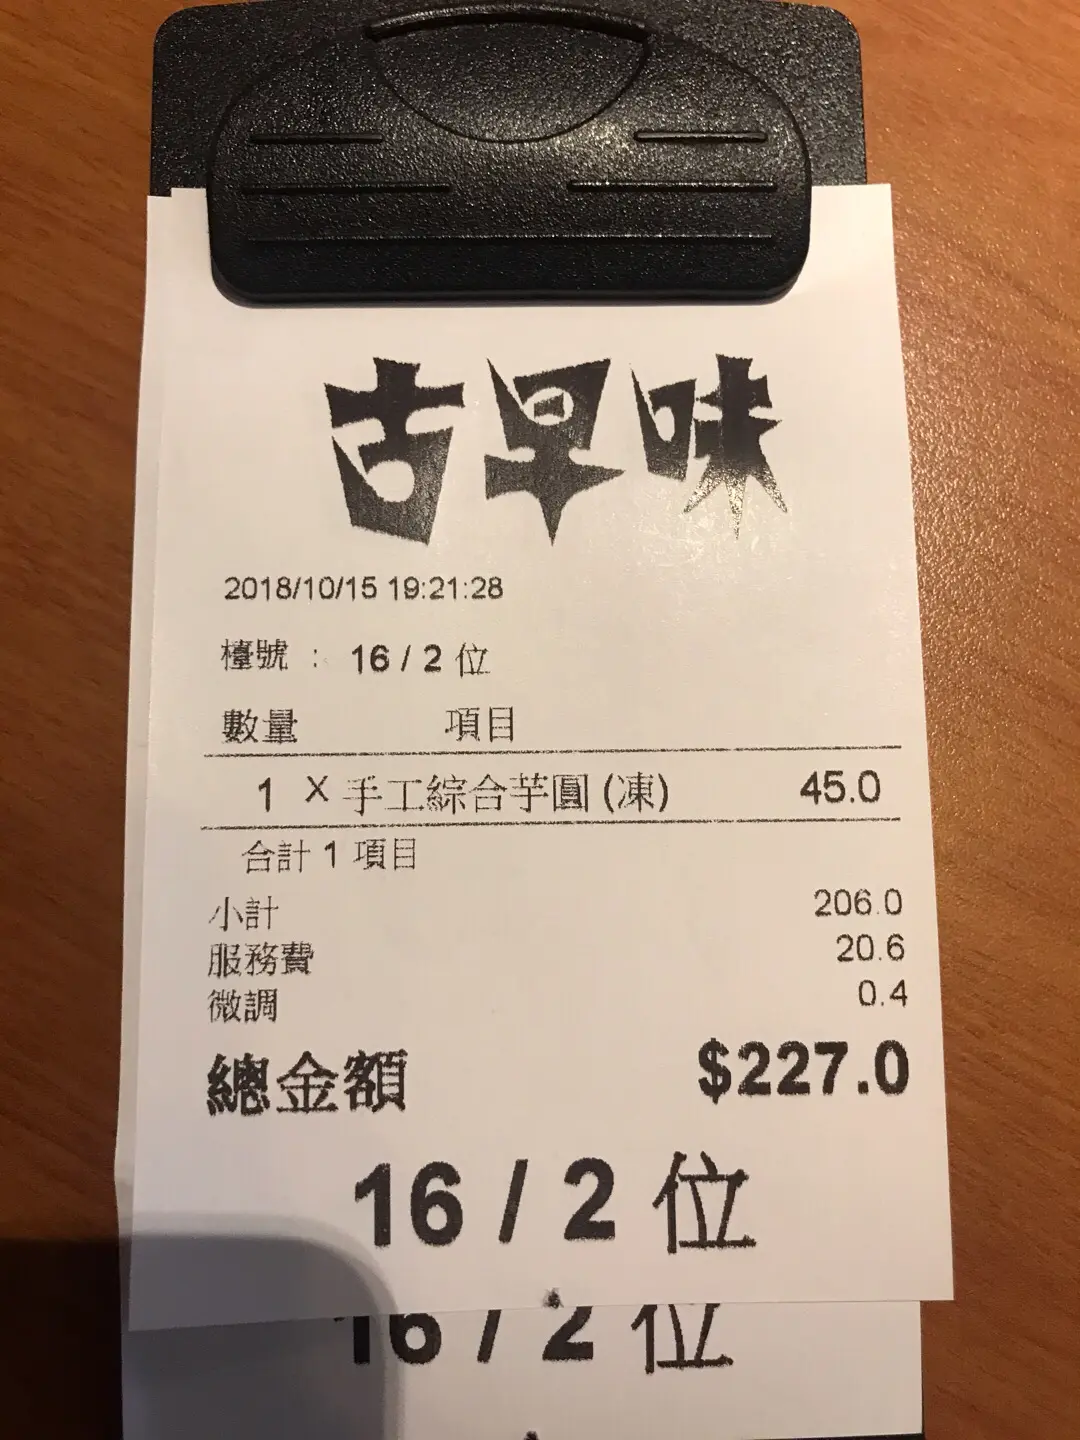 古早味
2018/10/15 19:21:28
檯號 : 16 / 2 位
數量 項目
1 X 手工綜合芋圓 (凍) 45.0
合計 1 項目
小計 206.0
服務費 20.6
微調 0.4
總金額 $227.0
16 / 2 位
16 / 2 位